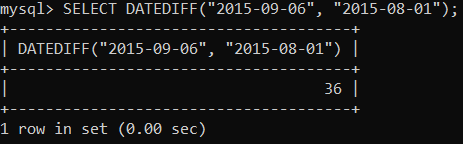 mysql> SELECT DATEDIFF("2015-09-06", "2015-08-01");
+-------------------------------------+
| DATEDIFF("2015-09-06", "2015-08-01") |
+-------------------------------------+
|                                   36 |
+-------------------------------------+
1 row in set (0.00 sec)